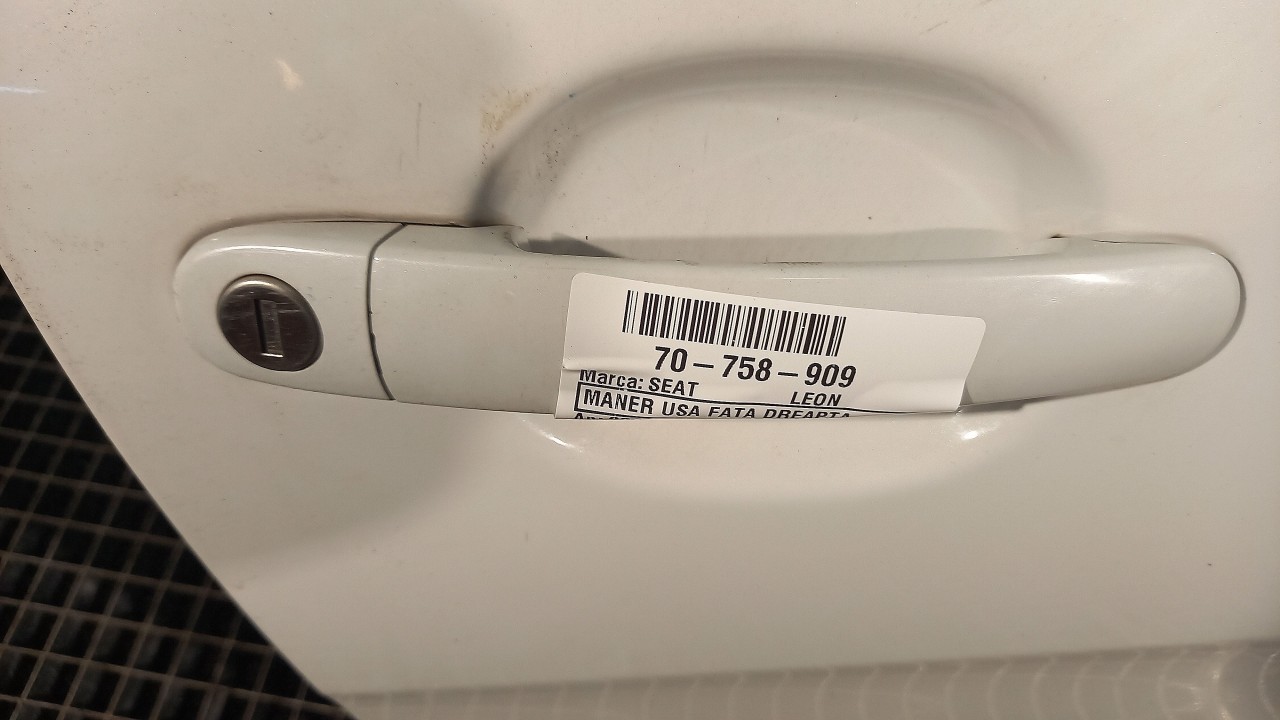 70-758-909
Marca: SEAT LEON
MANER USA FATA DREAPTA